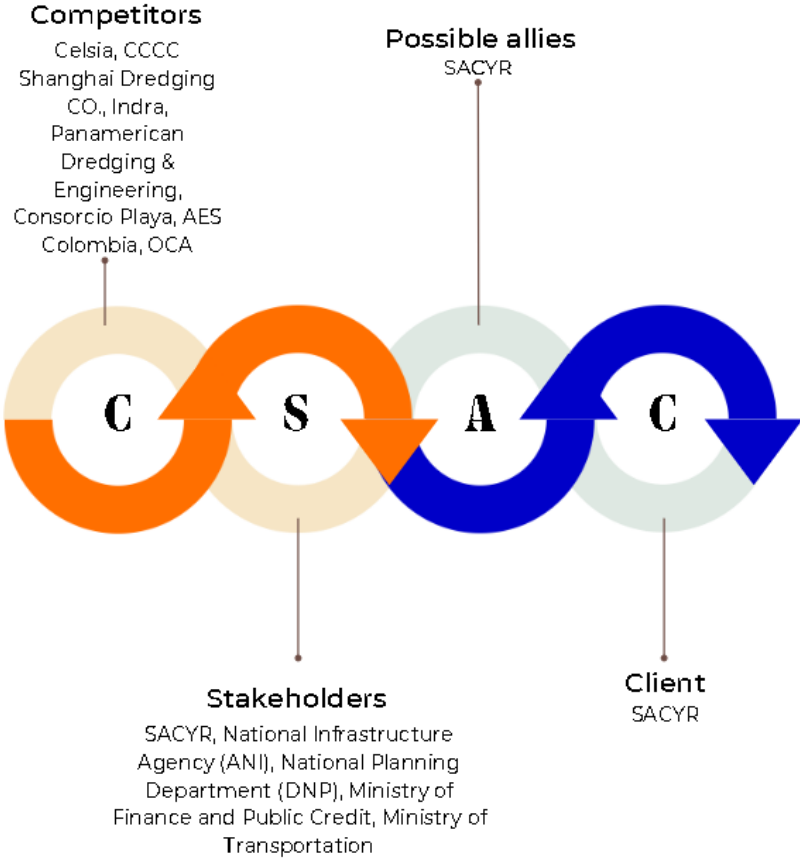 Competitors
Celsia, CCCC
Shanghai Dredging
CO., Indra,
Panamerican
Dredging &
Engineering,
Consorcio Playa, AES
Colombia, OCA
Possible allies
SACYR
C
S
A
C
Stakeholders
SACYR, National Infrastructure
Agency (ANI), National Planning
Department (DNP), Ministry of
Finance and Public Credit, Ministry of
Transportation
Client
SACYR